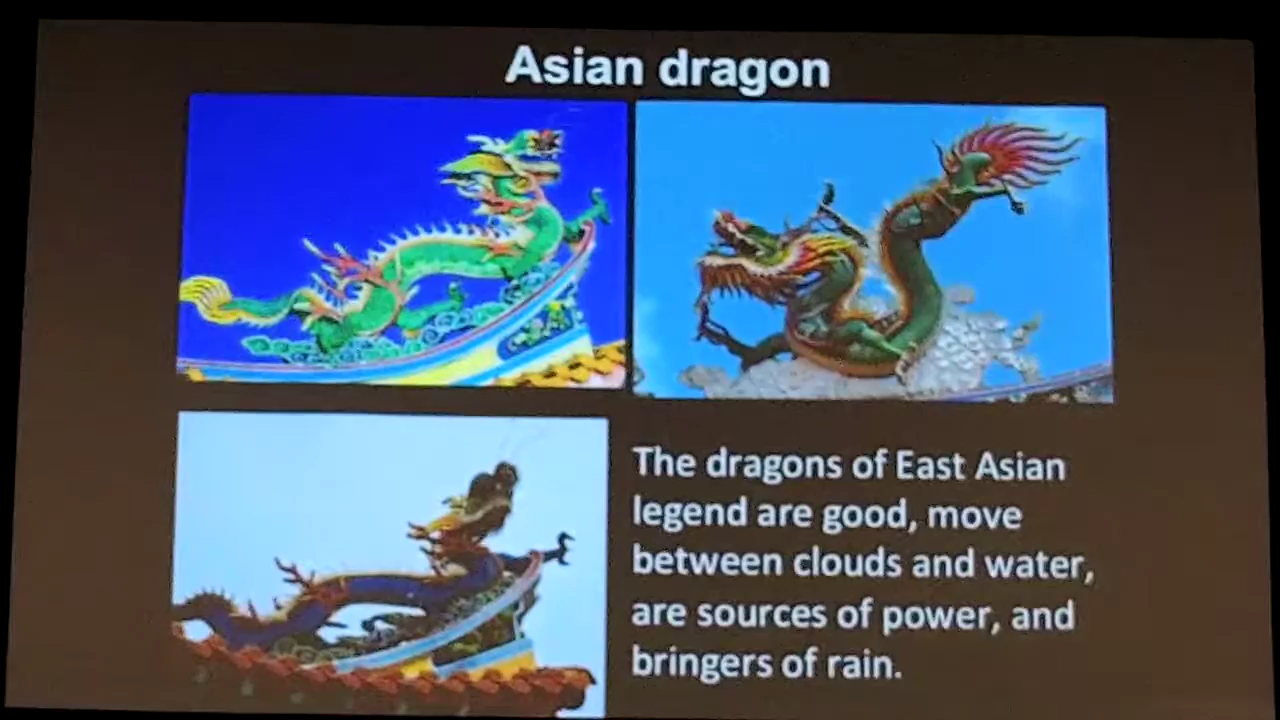 Asian dragon
The dragons of East Asian
legend are good, move
between clouds and water,
are sources of power, and
bringers of rain.